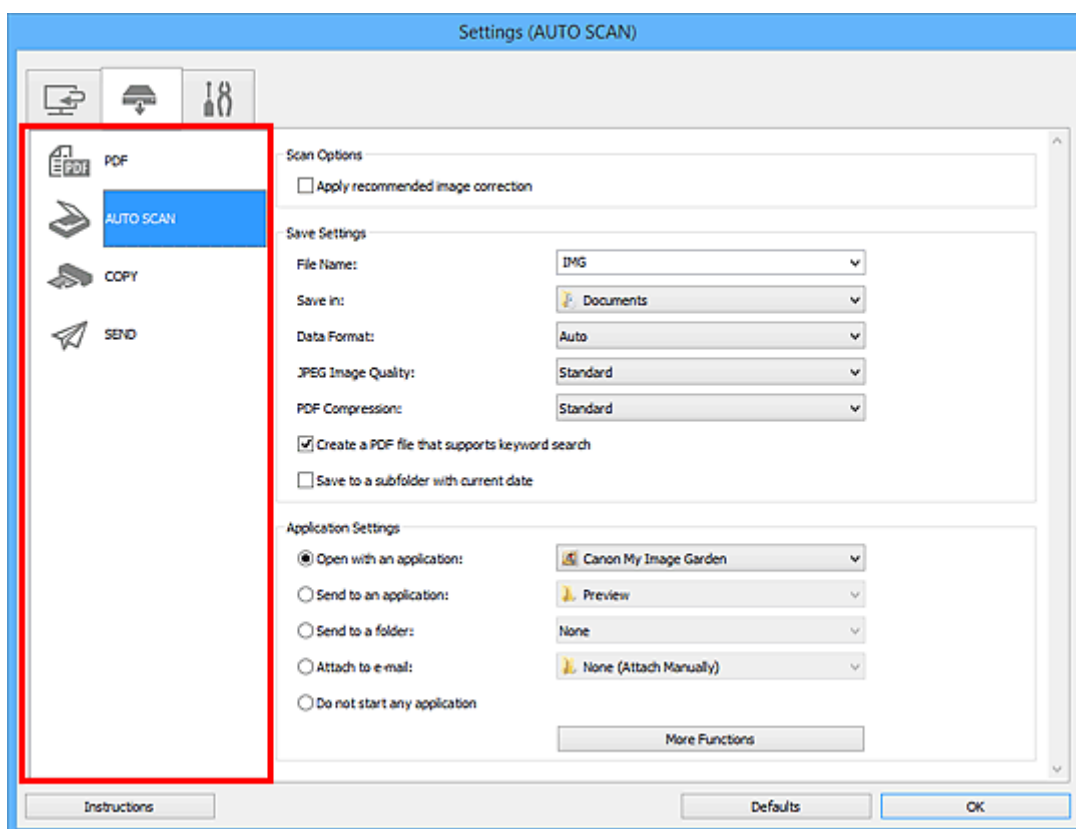 Settings (AUTO SCAN)
PDF
PDF
AUTO SCAN
COPY
SEND
Scan Options
Apply recommended image correction
Save Settings
File Name: IMG
Save in: Documents
Data Format: Auto
JPEG Image Quality: Standard
PDF Compression: Standard
Create a PDF file that supports keyword search
Save to a subfolder with current date
Application Settings
Open with an application: Canon My Image Garden
Send to an application: Preview
Send to a folder: None
Attach to e-mail: None (Attach Manually)
Do not start any application
More Functions
Instructions Defaults OK